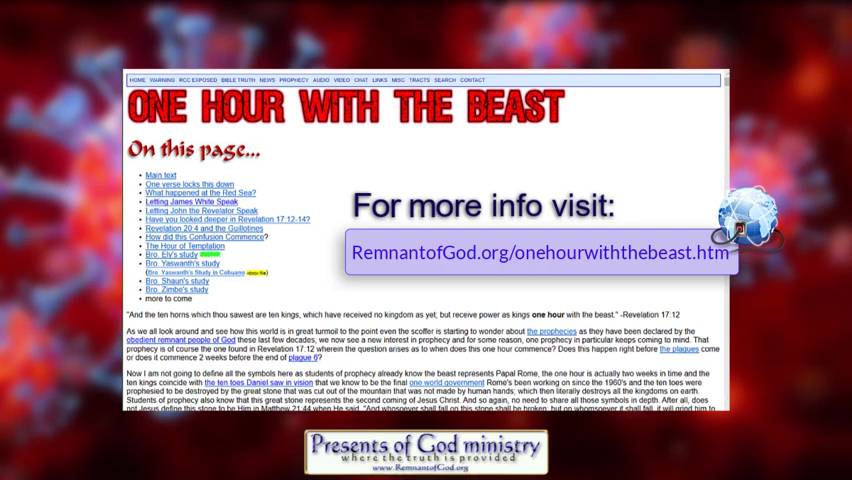 HOME WARNING RCC EXPOSED BIBLE TRUTH NEWS PROPHECY AUDIO VIDEO CHAT LINKS MISC TRACTS SEARCH CONTACT
ONE HOUR WITH THE BEAST
On this page...
Main text
One verse locks this down
What happened at the Red Sea?
Letting James White Speak
Letting John the Revelator Speak
Have you looked deeper in Revelation 17:12-14?
Revelation 20:4 and the Guillotines
How did this Confusion Commence?
The Hour of Temptation
Bro. Ely's study
Bro. Yaswanth's study
(Bro. Yaswanth's Study in Cebuano
Bro. Shaun's study
Bro. Zimbe's study
more to come
For more info visit:
RemnantofGod.org/onehourwiththebeast.htm
"And the ten horns which thou sawest are ten kings, which have received no kingdom as yet, but receive power as kings one hour with the beast." -Revelation 17:12
As we all look around and see how this world is in great turmoil to the point even the scoffer is starting to wonder about the prophecies as they have been declared by the
obedient remnant people of God these last few decades, we now see a new interest in prophecy and for some reason, one prophecy in particular keeps coming to mind. That
prophecy is of course the one found in Revelation 17:12 wherein the question arises as to when does this one hour commence? Does this happen right before the plagues come
or does it commence 2 weeks before the end of plague 6?
Now I am not going to define all the symbols here as students of prophecy already know the beast represents Papal Rome, the one hour is actually two weeks in time and the
ten kings coincide with the ten toes Daniel saw in vision that we know to be the final one world government Rome's been working on since the 1960's and the ten toes were
prophesied to be destroyed by the great stone that was cut out of the mountain that was not made by human hands; which then literally destroys all the kingdoms on earth.
Students of prophecy also know that this great stone represents the second coming of Jesus Christ. And so again, no need to share all those symbols in depth. After all, does
not Jesus define this stone to be Him in Matthew 21:44 when He said, "And whosoever shall fall on this stone shall be broken: but on whomsoever it shall fall, it will grind him to
Presents of God ministry
where the truth is provided
www.RemnantofGod.org